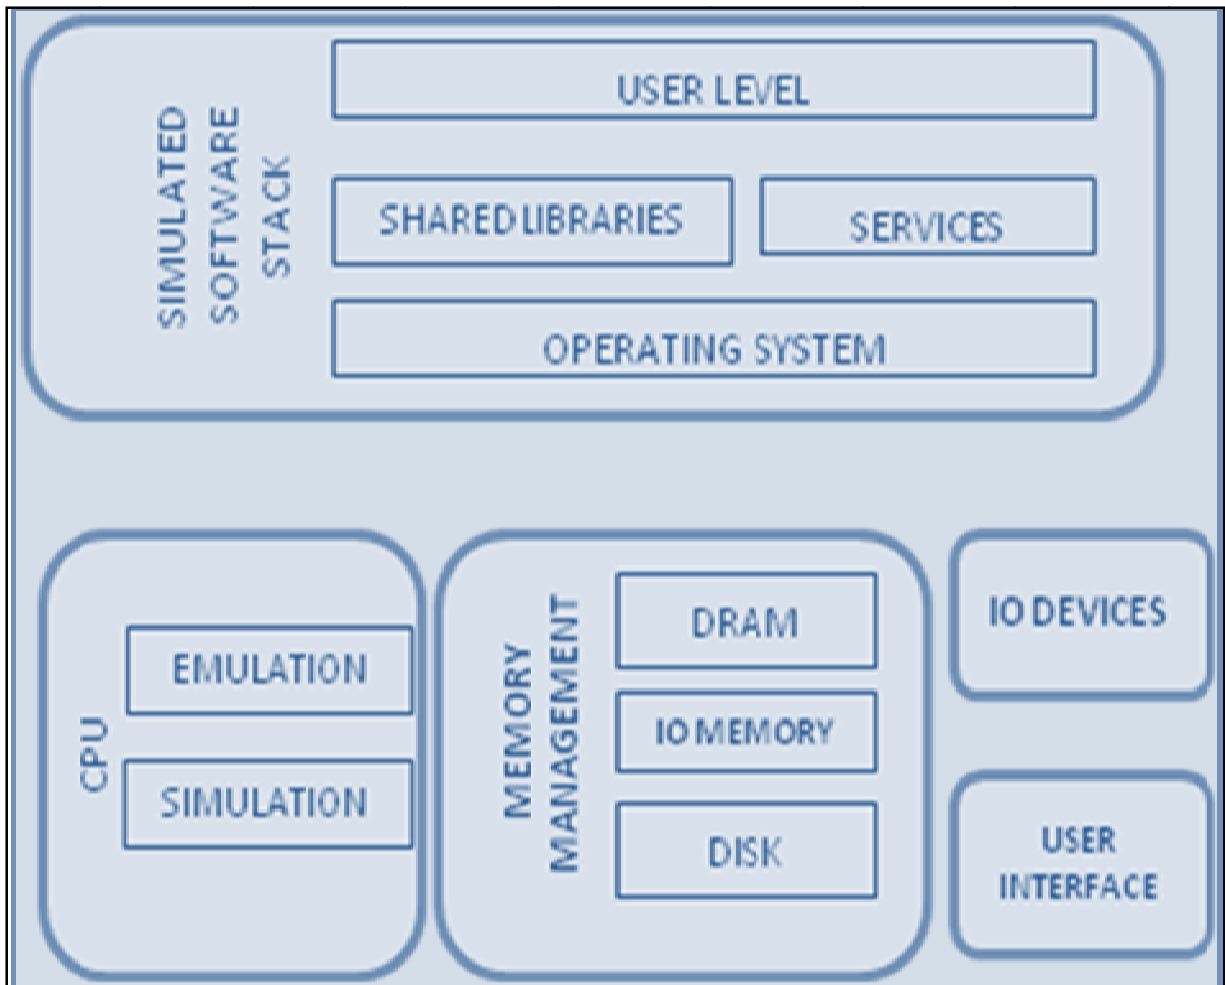 SIMULATED
SOFTWARE
STACK
USER LEVEL
SHARED LIBRARIES
SERVICES
OPERATING SYSTEM
CPU
EMULATION
SIMULATION
MEMORY
MANAGEMENT
DRAM
IO MEMORY
DISK
IO DEVICES
USER
INTERFACE